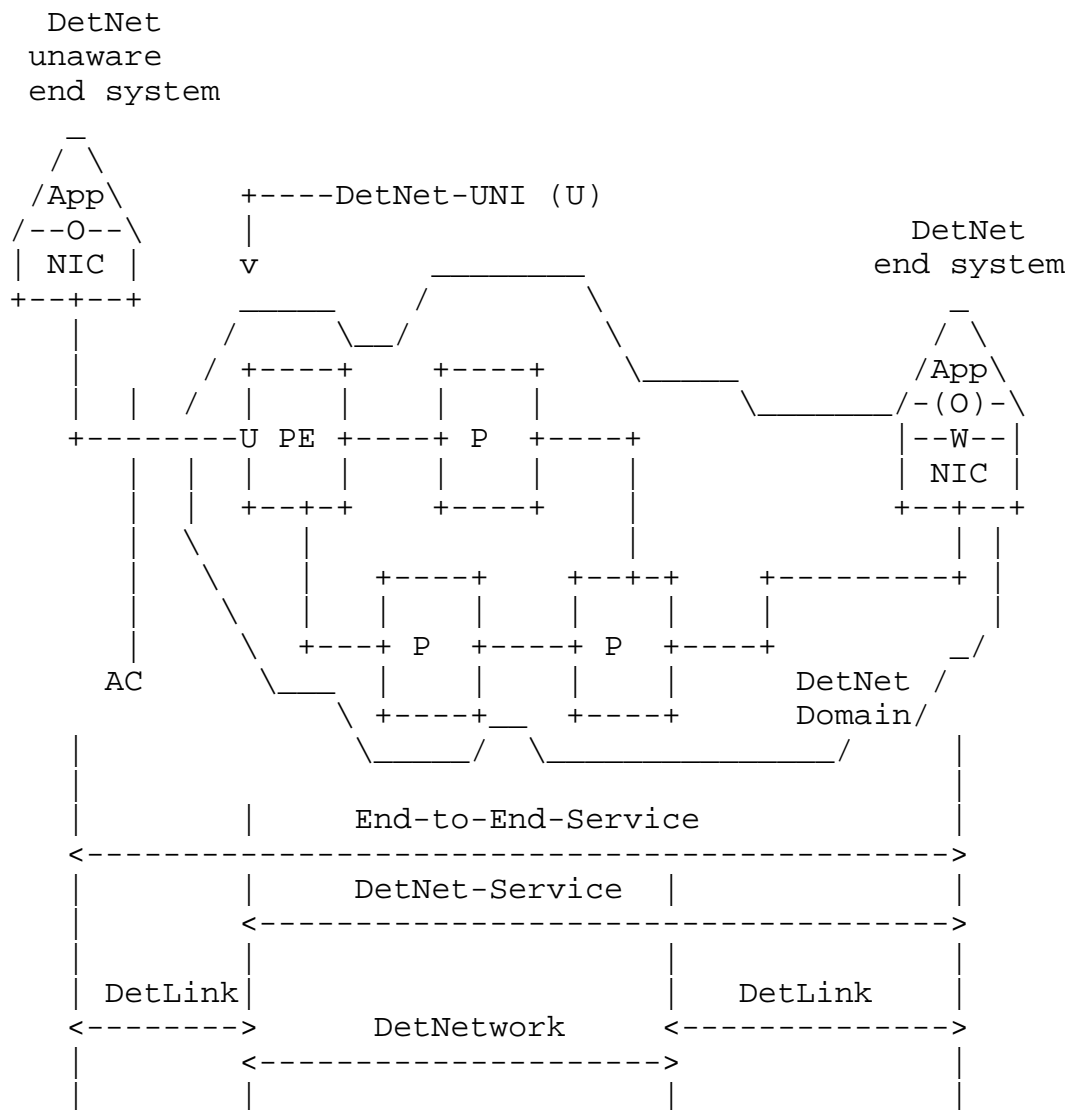 DetNet
unaware
end system
App
+----DetNet-UNI (U)
O
DetNet
NIC
v
end system
App
(O)
U PE
P
W
NIC
P
P
AC
DetNet
Domain
End-to-End-Service
DetNet-Service
DetLink
DetLink
DetNetwork